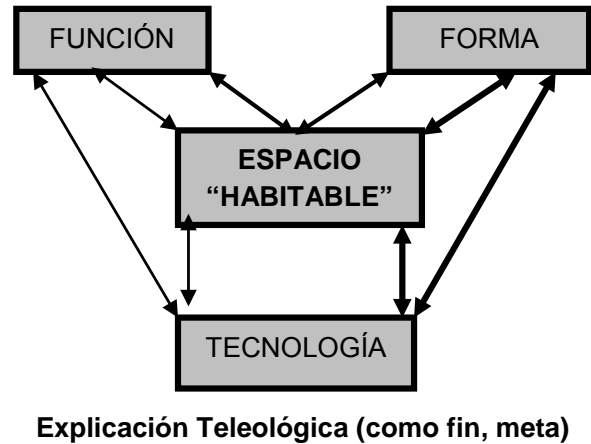 FUNCIÓN
FORMA
ESPACIO
“HABITABLE”
TECNOLOGÍA
Explicación Teleológica (como fin, meta)